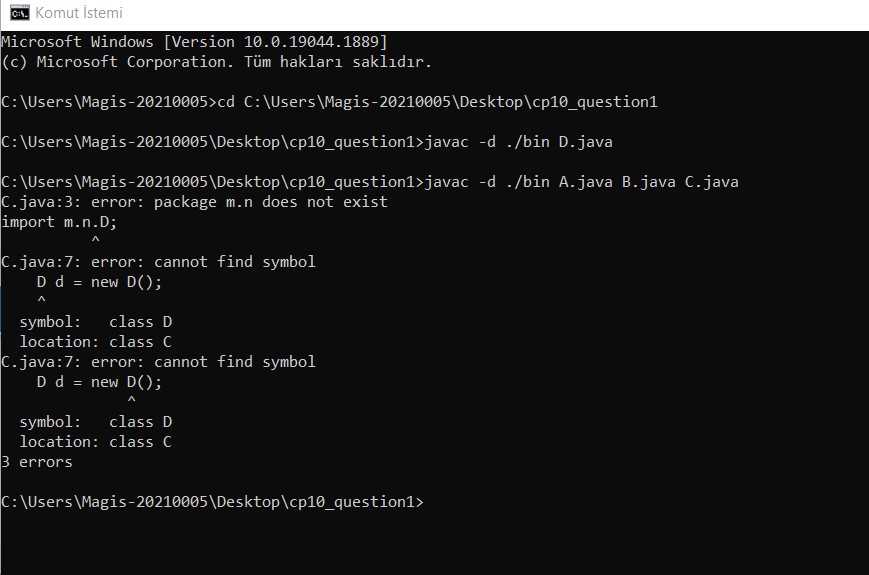 Komut İstemi
Microsoft Windows [Version 10.0.19044.1889]
(c) Microsoft Corporation. Tüm hakları saklıdır.
C:\Users\Magis-20210005>cd C:\Users\Magis-20210005\Desktop\cp10_question1
C:\Users\Magis-20210005\Desktop\cp10_question1>javac -d ./bin D.java
C:\Users\Magis-20210005\Desktop\cp10_question1>javac -d ./bin A.java B.java C.java
C.java:3: error: package m.n does not exist
import m.n.D;
^
C.java:7: error: cannot find symbol
D d = new D();
^
symbol:   class D
location: class C
C.java:7: error: cannot find symbol
D d = new D();
^
symbol:   class D
location: class C
3 errors
C:\Users\Magis-20210005\Desktop\cp10_question1>